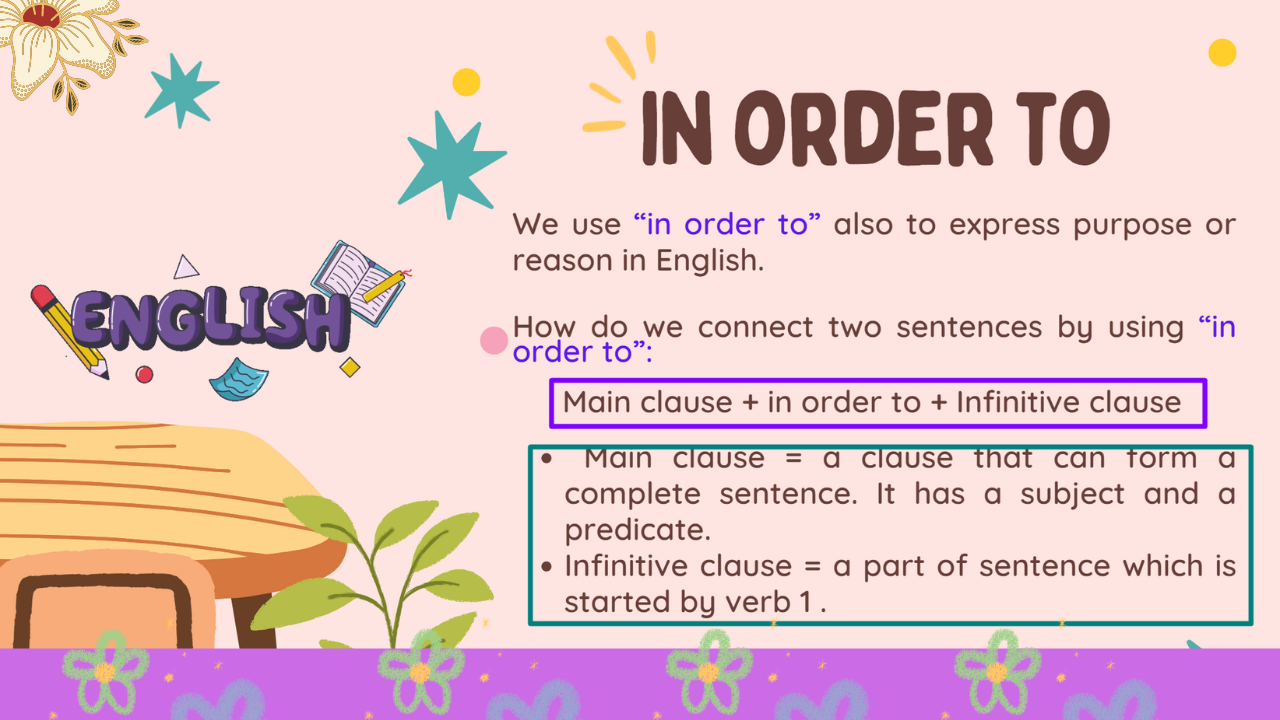 IN ORDER TO
We use “in order to” also to express purpose or
reason in English.
How do we connect two sentences by using “in
order to”:
ENGLISH
Main clause + in order to + Infinitive clause
• Main clause = a clause that can form a
complete sentence. It has a subject and a
predicate.
• Infinitive clause = a part of sentence which is
started by verb 1 .